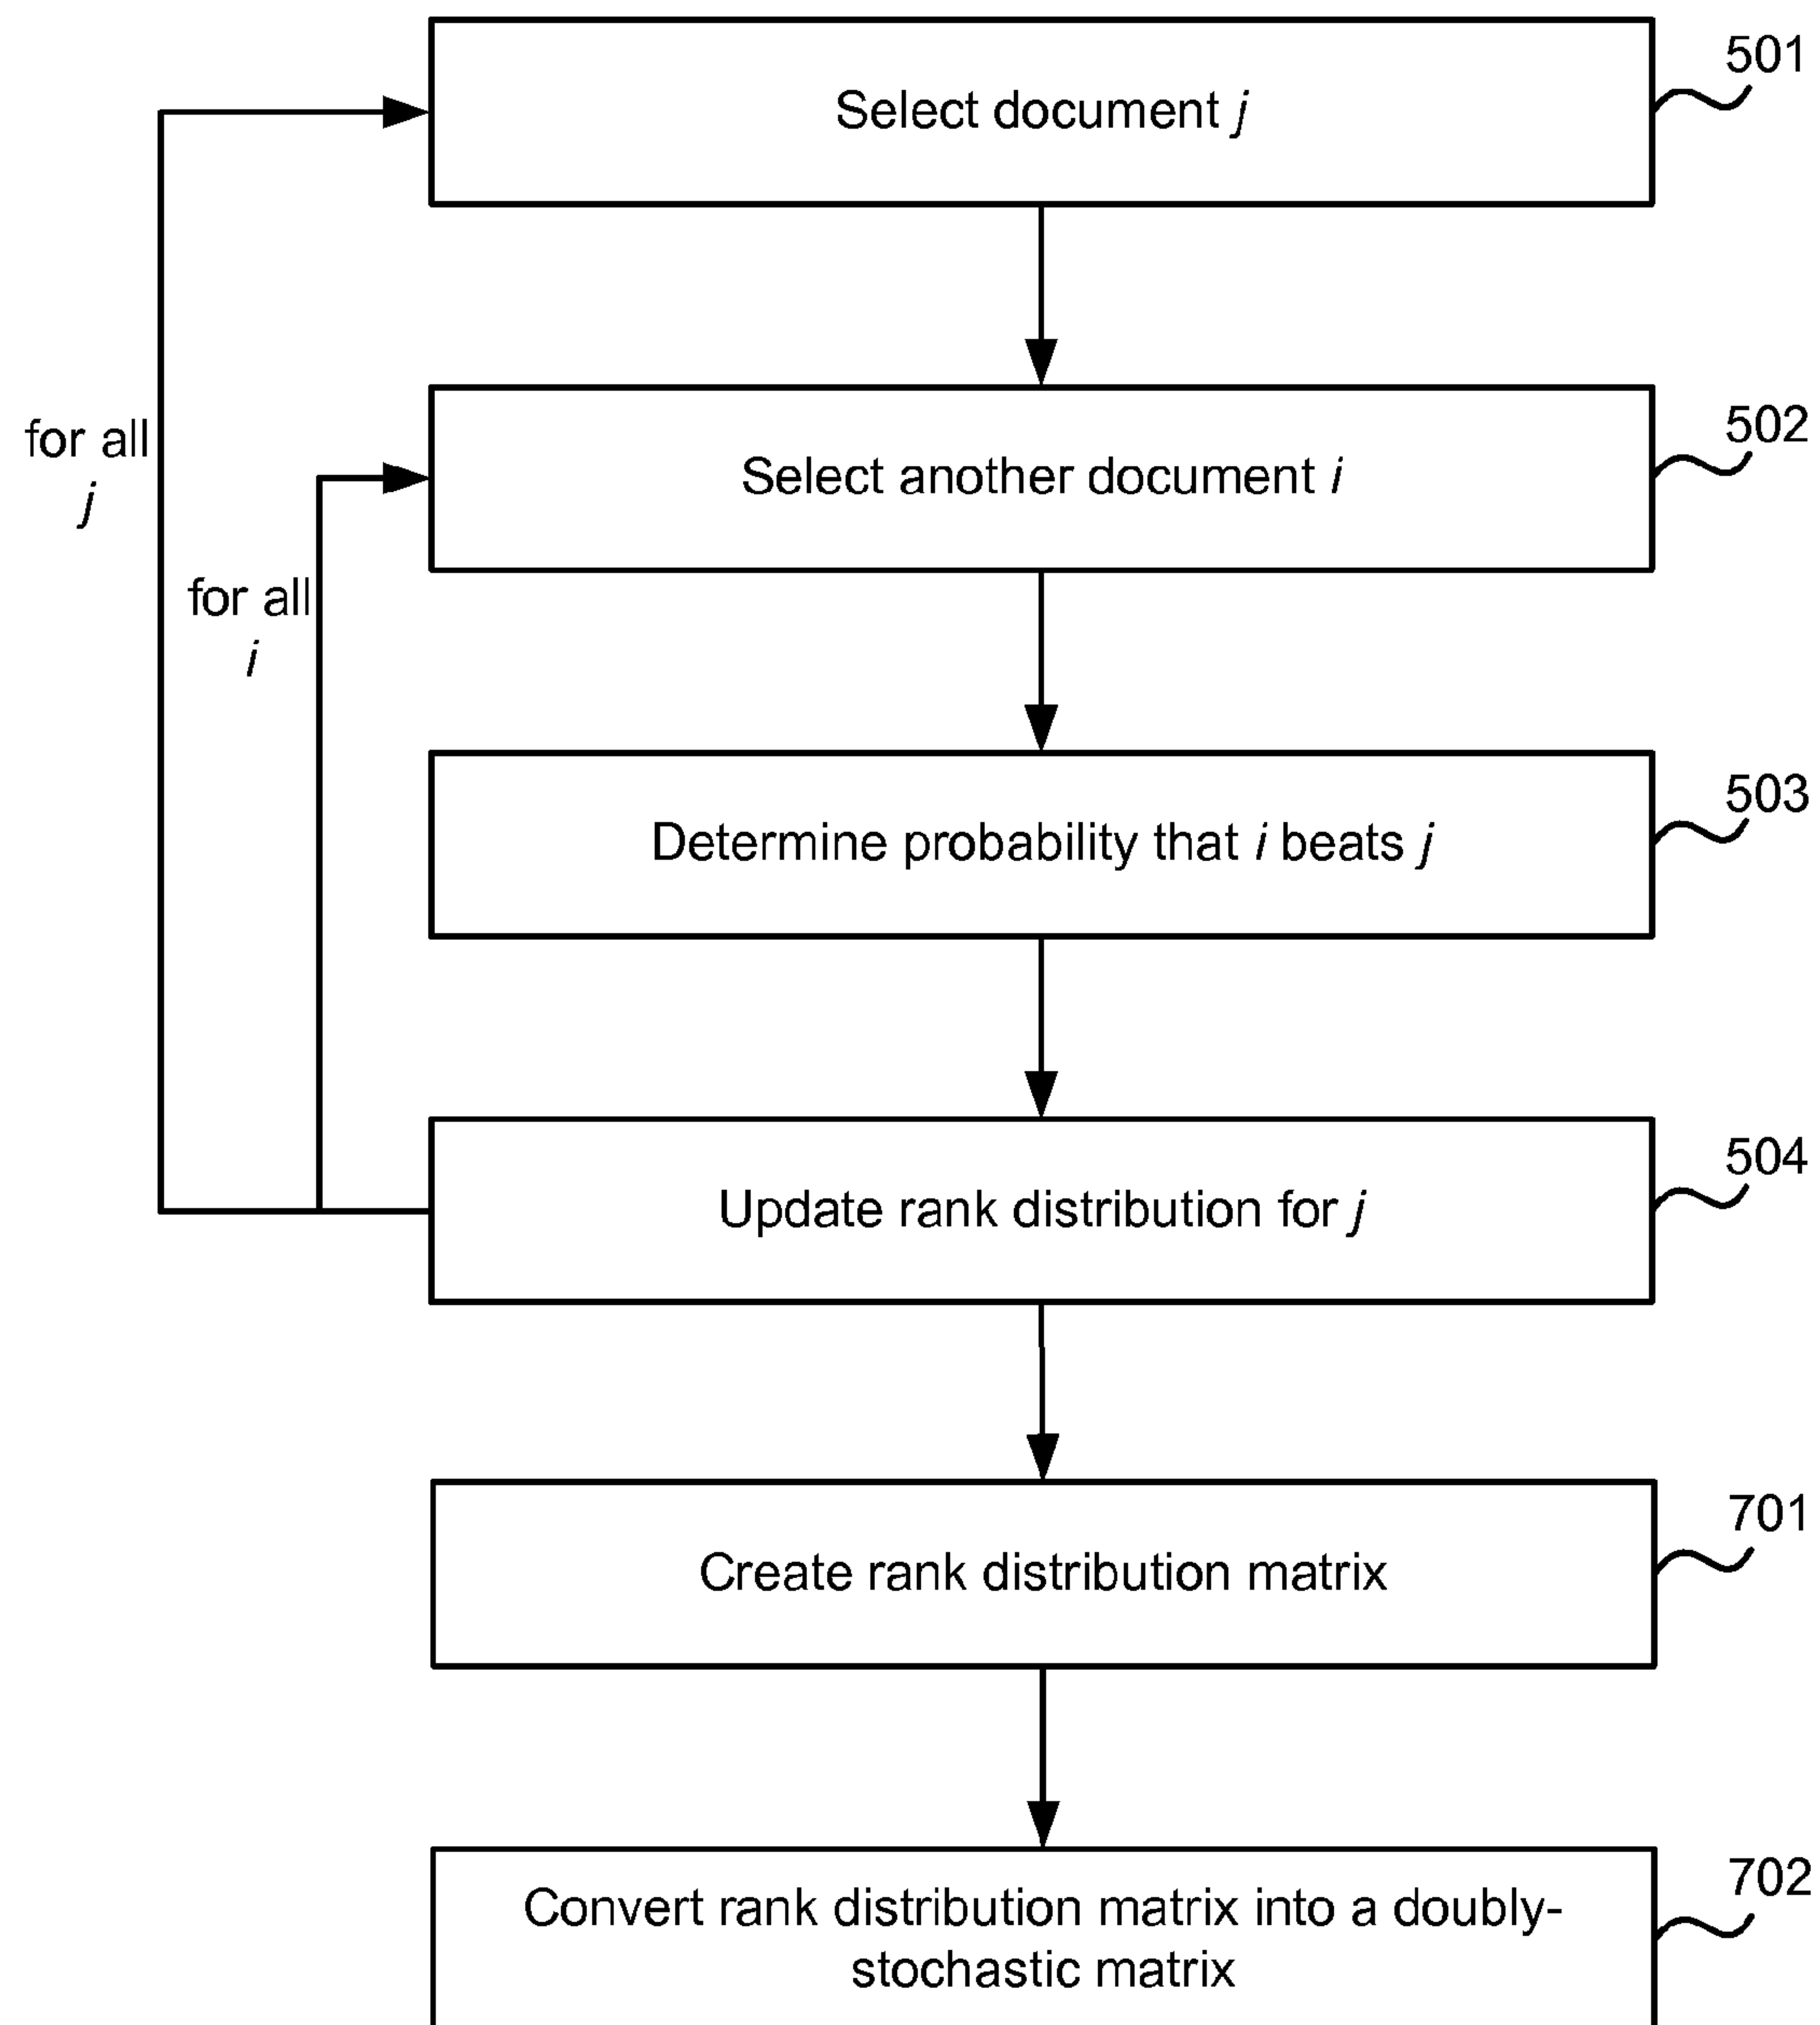 501
Select document j
502
for all
j
Select another document i
for all
i
503
Determine probability that i beats j
504
Update rank distribution for j
701
Create rank distribution matrix
702
Convert rank distribution matrix into a doubly-
stochastic matrix